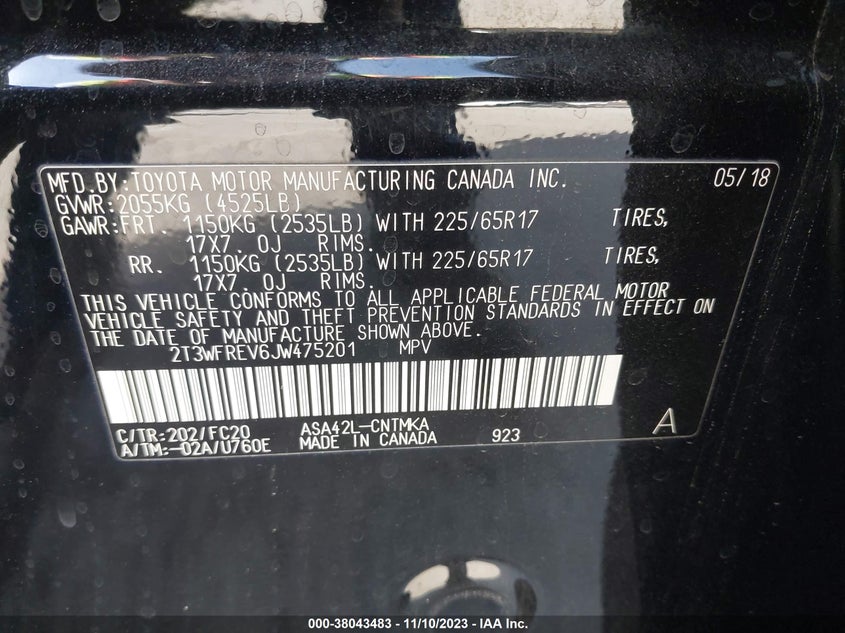 MFD.BY:TOYOTA MOTOR MANUFACTURING CANADA INC. 05/18
GVWR:2055KG (4525LB)
GAWR:FRT. 1150KG (2535LB) WITH 225/65R17 TIRES,
17X7.0J RIMS.
RR. 1150KG (2535LB) WITH 225/65R17 TIRES,
17X7.0J RIMS.
THIS VEHICLE CONFORMS TO ALL APPLICABLE FEDERAL MOTOR
VEHICLE SAFETY AND THEFT PREVENTION STANDARDS IN EFFECT ON
THE DATE OF MANUFACTURE SHOWN ABOVE.
2T3WFREV6JW475201 MPV
C/TR:202/FC20 ASA42L-CNTMKA
A/TM:-02A/U760E MADE IN CANADA 923 A
000-38043483 - 11/10/2023 - IAA Inc.